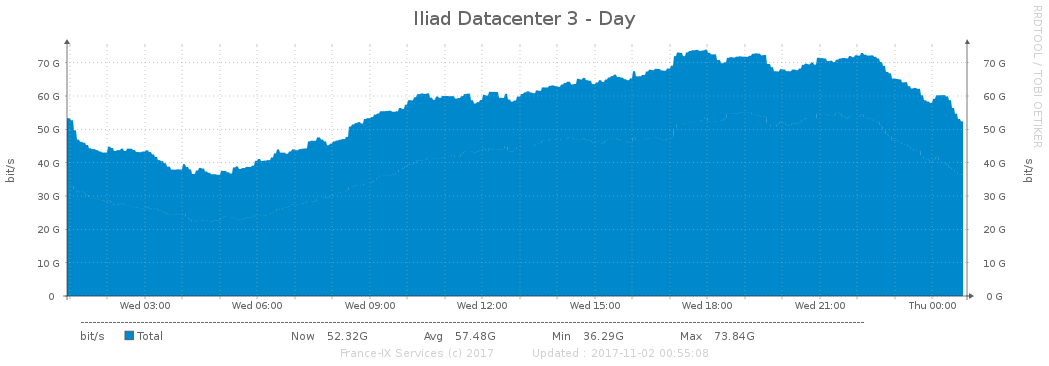 Iliad Datacenter 3 - Day
RRDTOOL / TOBI OETIKER
bit/s
70 G
60 G
50 G
40 G
30 G
20 G
10 G
0
70 G
60 G
50 G
40 G
30 G
20 G
10 G
0 G
bit/s
Wed 03:00 Wed 06:00 Wed 09:00 Wed 12:00 Wed 15:00 Wed 18:00 Wed 21:00 Thu 00:00
bit/s Total Now 52.32G Avg 57.48G Min 36.29G Max 73.84G
France-IX Services (c) 2017 Updated : 2017-11-02 00:55:08